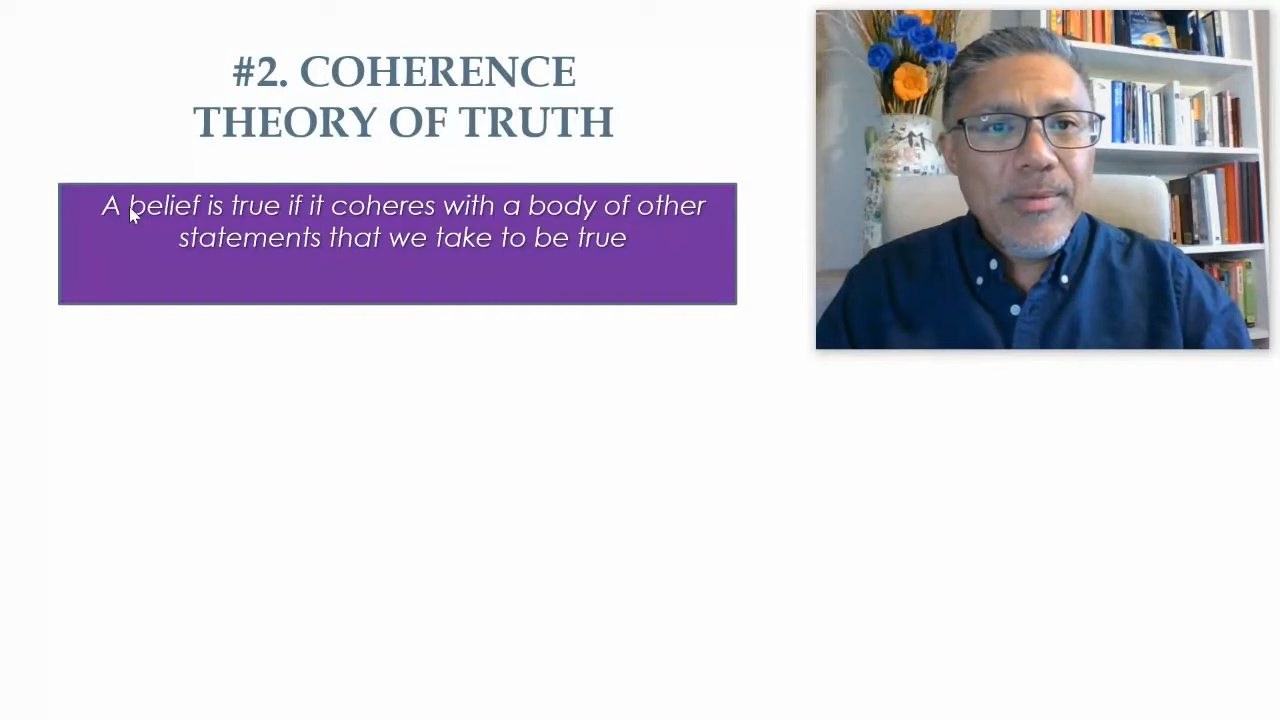 #2. COHERENCE
THEORY OF TRUTH
A belief is true if it coheres with a body of other
statements that we take to be true